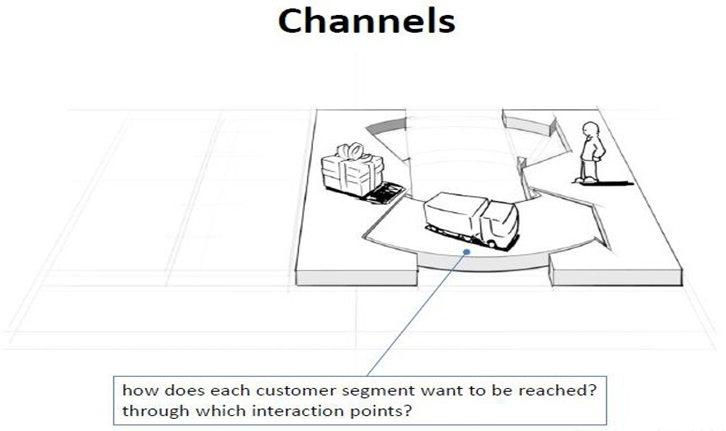 Channels
how does each customer segment want to be reached?
through which interaction points?